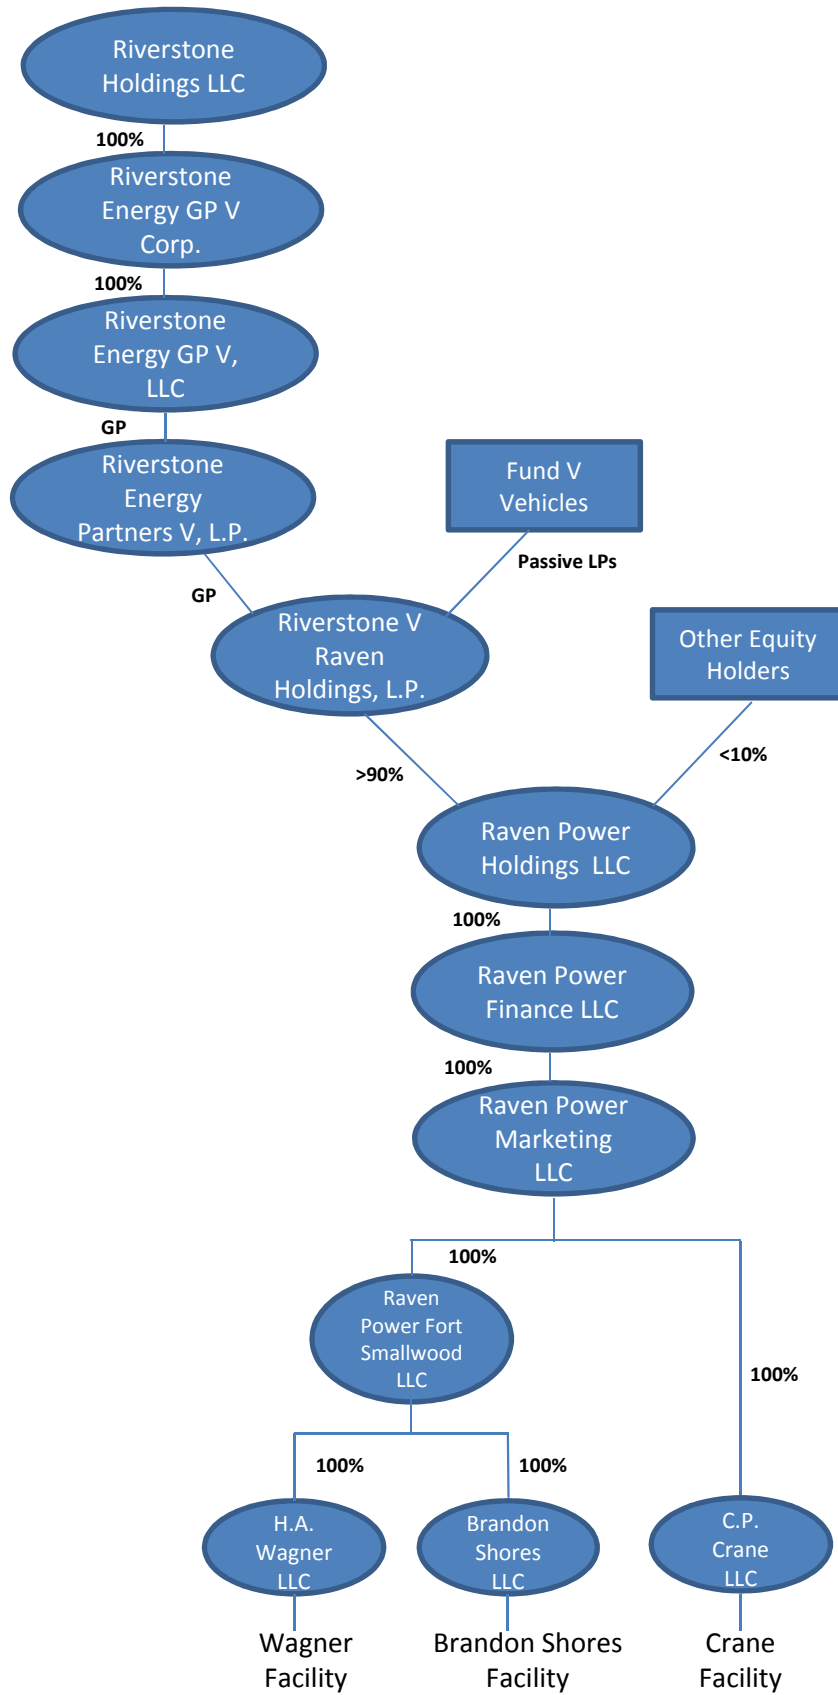 Riverstone
Holdings LLC
100%
Riverstone
Energy GP V
Corp.
100%
Riverstone
Energy GP V,
LLC
GP
Riverstone
Energy
Partners V, L.P.
Fund V
Vehicles
Passive LPs
GP
Riverstone V
Raven
Holdings, L.P.
Other Equity
Holders
>90%
<10%
Raven Power
Holdings LLC
100%
Raven Power
Finance LLC
100%
Raven Power
Marketing
LLC
100%
Raven
Power Fort
Smallwood
LLC
100%
100%
100%
H.A.
Wagner
LLC
Brandon
Shores
LLC
C.P.
Crane
LLC
Wagner
Facility
Brandon Shores
Facility
Crane
Facility